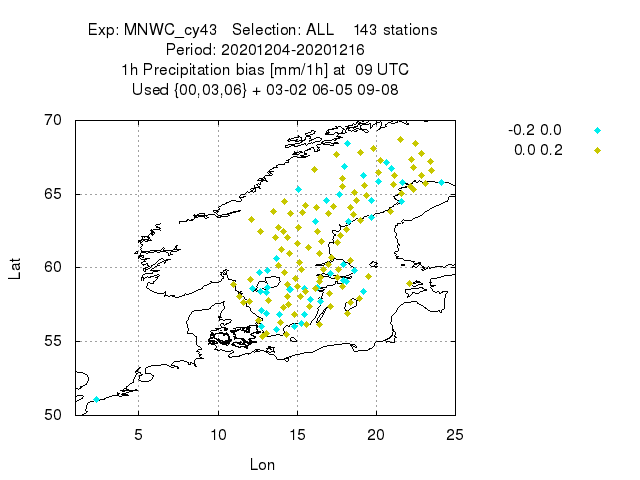 Exp: MNWC_cy43   Selection: ALL    143 stations
Period: 20201204-20201216
1h Precipitation bias [mm/1h] at  09 UTC
Used {00,03,06} + 03-02 06-05 09-08
-0.2 0.0
0.0 0.2
70
65
60
55
50
Lat
5 10 15 20 25
Lon